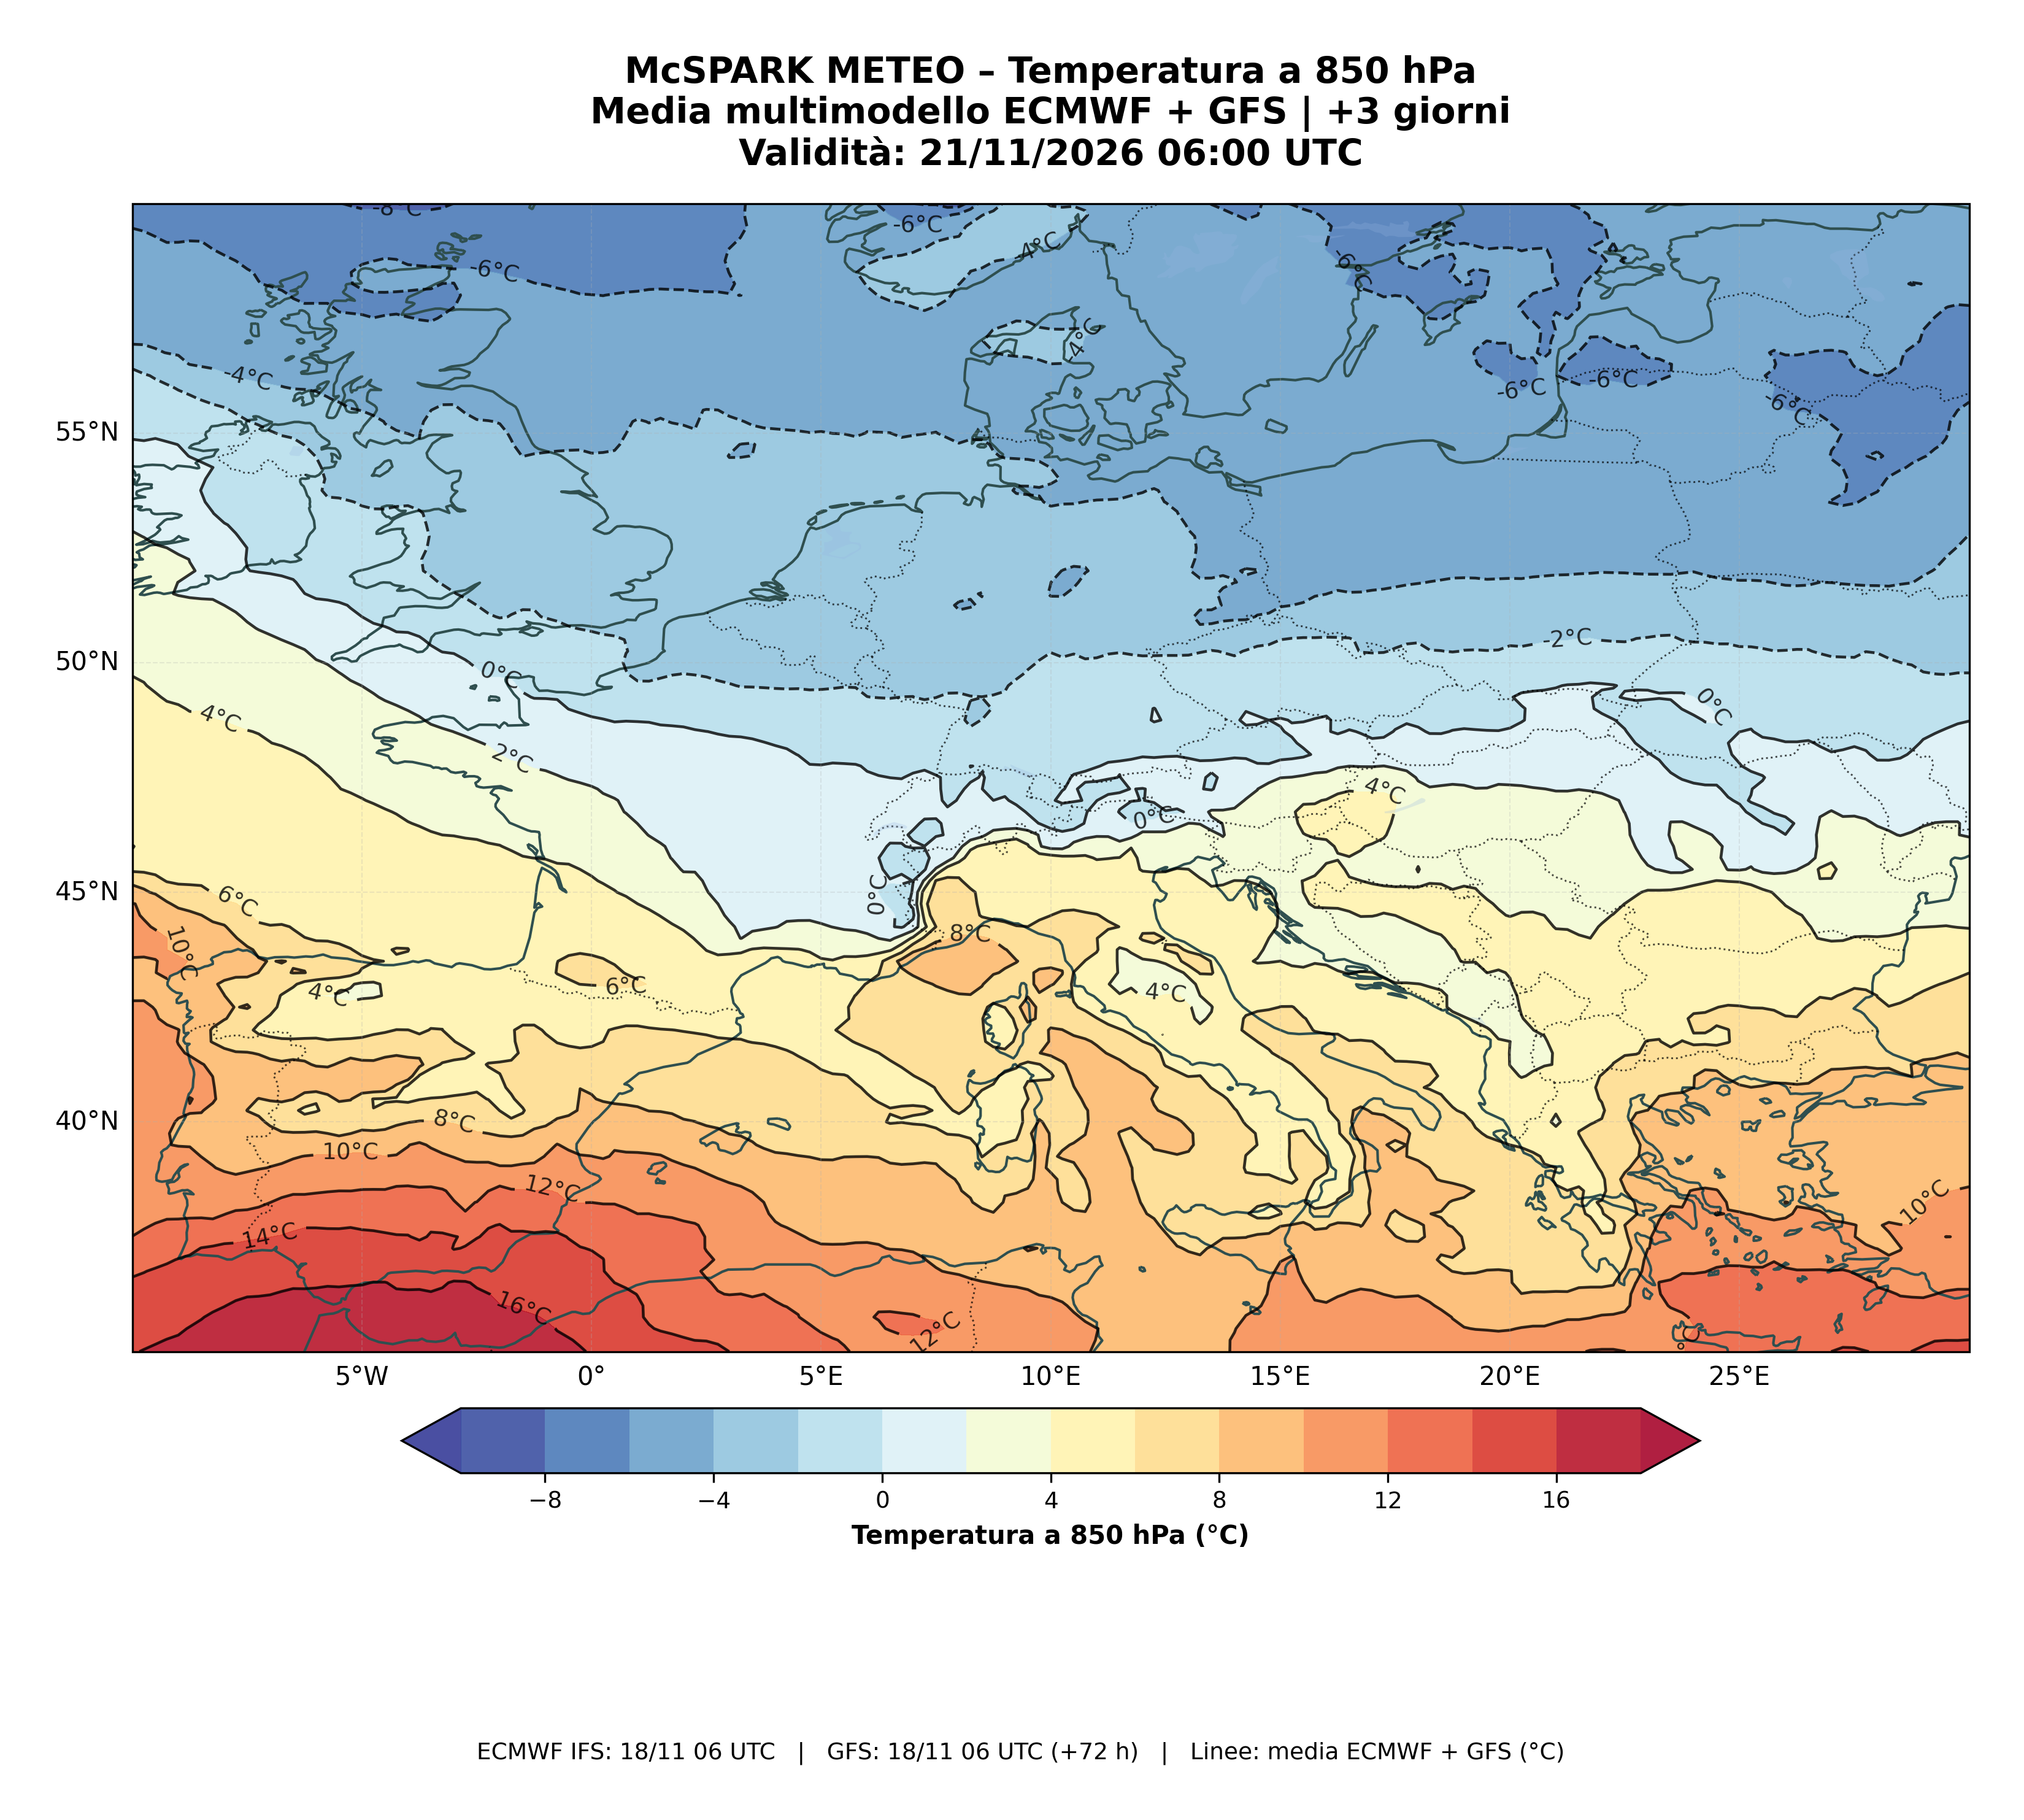 McSPARK METEO – Temperatura a 850 hPa
Media multimodello ECMWF + GFS | +3 giorni
Validità: 21/11/2026 06:00 UTC
-8°C
-6°C
-4°C
-6°C
-6°C
-4°C
-4°C
-6°C
-6°C
-6°C
55°N
-2°C
50°N
0°C
0°C
4°C
2°C
4°C
0°C
45°N
6°C
0°C
8°C
10°C
4°C
6°C
4°C
40°N
8°C
10°C
12°C
10°C
14°C
16°C
12°C
°C
5°W
0°
5°E
10°E
15°E
20°E
25°E
−8
−4
0
4
8
12
16
Temperatura a 850 hPa (°C)
ECMWF IFS: 18/11 06 UTC | GFS: 18/11 06 UTC (+72 h) | Linee: media ECMWF + GFS (°C)